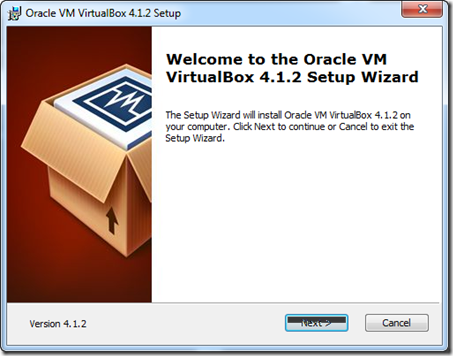 Oracle VM VirtualBox 4.1.2 Setup
Welcome to the Oracle VM
VirtualBox 4.1.2 Setup Wizard
The Setup Wizard will install Oracle VM VirtualBox 4.1.2 on
your computer. Click Next to continue or Cancel to exit the
Setup Wizard.
Version 4.1.2
Cancel